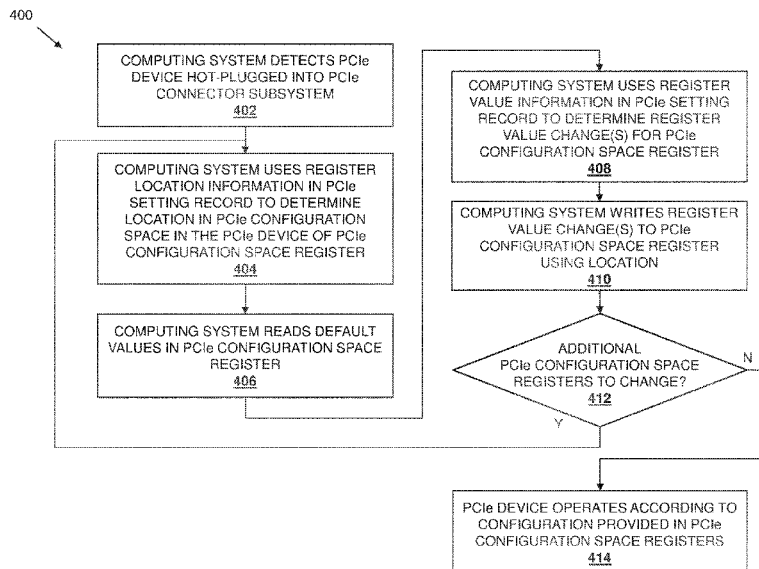 400
COMPUTING SYSTEM DETECTS PCIe
DEVICE HOT-PLUGGED INTO PCIe
CONNECTOR SUBSYSTEM
402
COMPUTING SYSTEM USES REGISTER
LOCATION INFORMATION IN PCIe
SETTING RECORD TO DETERMINE
LOCATION IN PCIe CONFIGURATION
SPACE IN THE PCIe DEVICE OF PCIe
CONFIGURATION SPACE REGISTER
404
COMPUTING SYSTEM READS DEFAULT
VALUES IN PCIe CONFIGURATION SPACE
REGISTER
406
COMPUTING SYSTEM USES REGISTER
VALUE INFORMATION IN PCIe SETTING
RECORD TO DETERMINE REGISTER
VALUE CHANGE(S) FOR PCIe
CONFIGURATION SPACE REGISTER
408
COMPUTING SYSTEM WRITES REGISTER
VALUE CHANGE(S) TO PCIe
CONFIGURATION SPACE REGISTER
USING LOCATION
410
ADDITIONAL
PCIe CONFIGURATION SPACE
REGISTERS TO CHANGE?
412
N
Y
PCIe DEVICE OPERATES ACCORDING TO
CONFIGURATION PROVIDED IN PCIe
CONFIGURATION SPACE REGISTERS
414